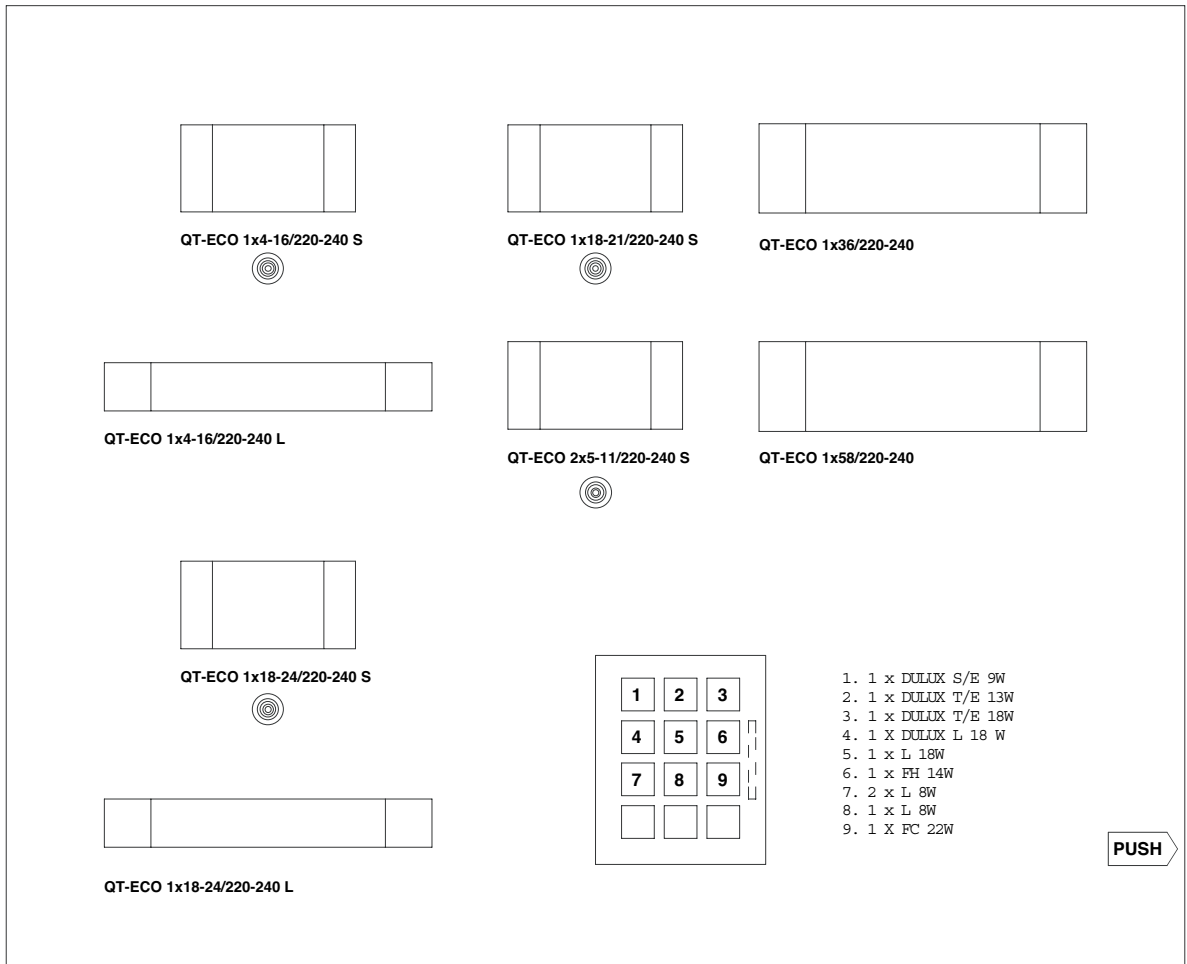 QT-ECO 1x4-16/220-240 S
QT-ECO 1x18-21/220-240 S
QT-ECO 1x36/220-240
QT-ECO 1x4-16/220-240 L
QT-ECO 2x5-11/220-240 S
QT-ECO 1x58/220-240
QT-ECO 1x18-24/220-240 S
QT-ECO 1x18-24/220-240 L
1 2 3
4 5 6
7 8 9
1. 1 x DULUX S/E 9W
2. 1 x DULUX T/E 13W
3. 1 x DULUX T/E 18W
4. 1 X DULUX L 18 W
5. 1 x L 18W
6. 1 x FH 14W
7. 2 x L 8W
8. 1 x L 8W
9. 1 X FC 22W
PUSH